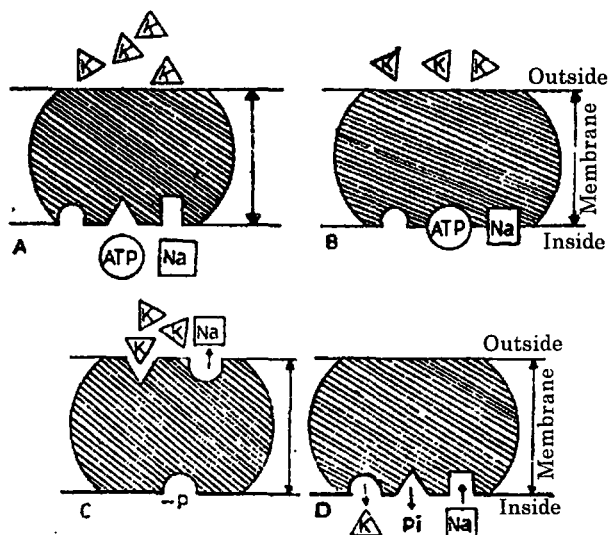 K K K K
K K K
Outside
Membrane
A
ATP
Na
B
ATP
Na
Inside
K
K
Na
K
Outside
Membrane
C
~P
D
K
Pi
Na
Inside